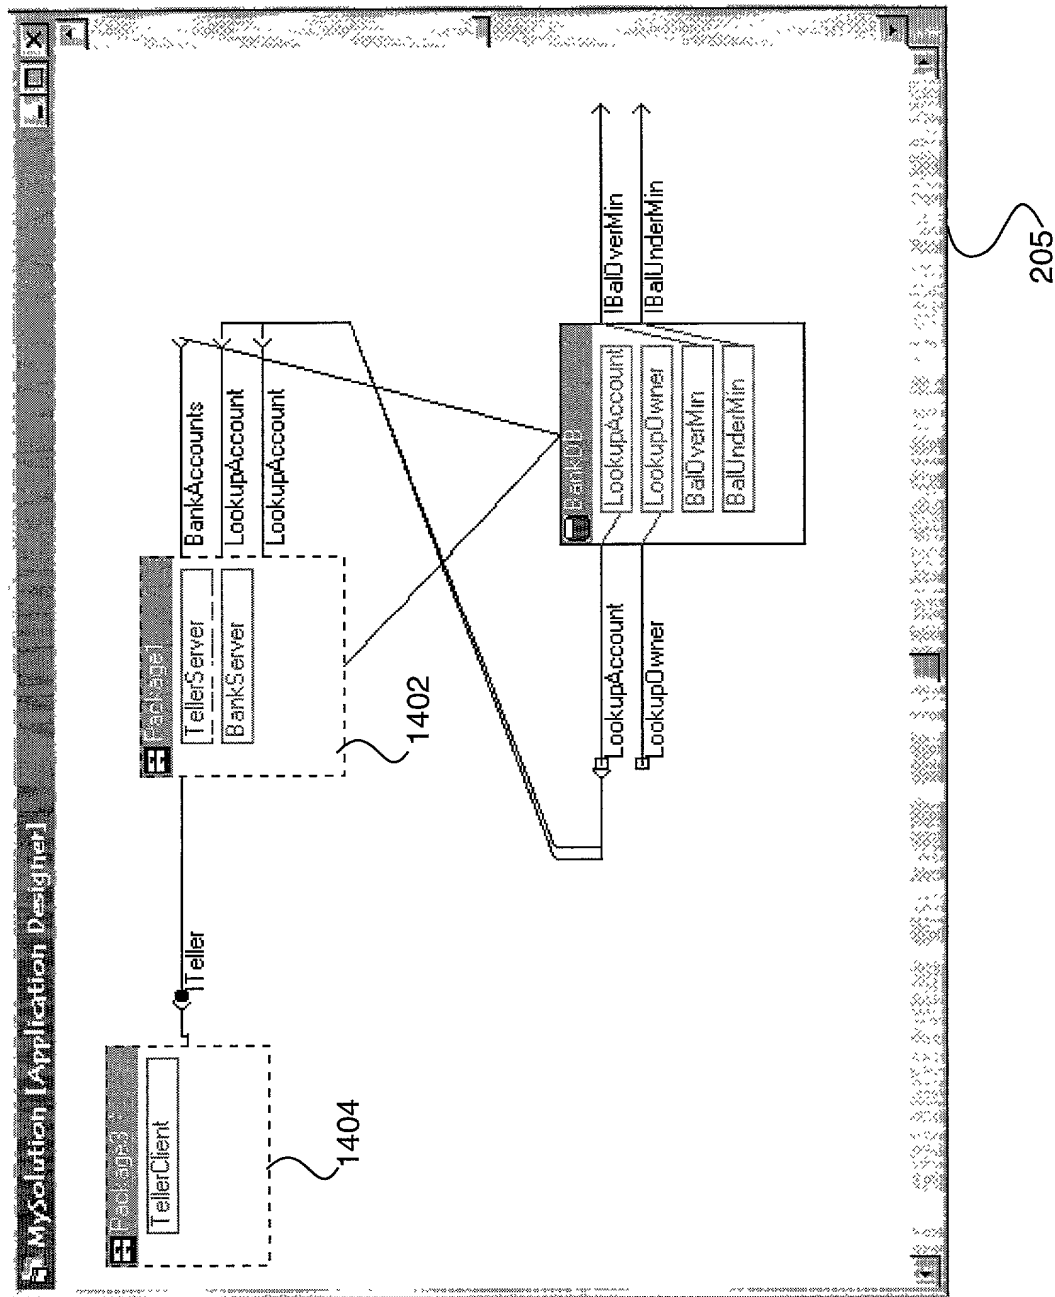 MySolution [Application Designer]
Package3
TellerClient
1404
ITeller
Package1
TellerServer
BankServer
1402
BankAccounts
LookupAccount
LookupAccount
BankDB
LookupAccount
LookupOwner
BalOverMin
BalUnderMin
LookupAccount
LookupOwner
IBalOverMin
IBalUnderMin
205